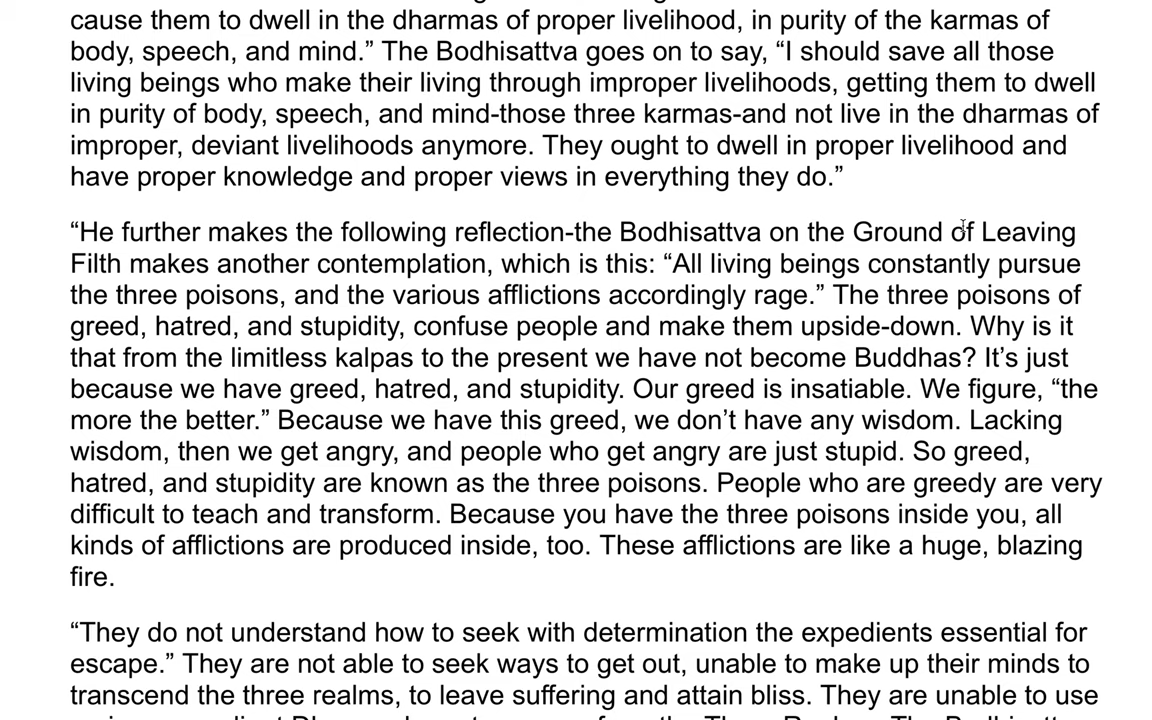 cause them to dwell in the dharmas of proper livelihood, in purity of the karmas of
body, speech, and mind.” The Bodhisattva goes on to say, “I should save all those
living beings who make their living through improper livelihoods, getting them to dwell
in purity of body, speech, and mind-those three karmas-and not live in the dharmas of
improper, deviant livelihoods anymore. They ought to dwell in proper livelihood and
have proper knowledge and proper views in everything they do.”
“He further makes the following reflection-the Bodhisattva on the Ground of Leaving
Filth makes another contemplation, which is this: “All living beings constantly pursue
the three poisons, and the various afflictions accordingly rage.” The three poisons of
greed, hatred, and stupidity, confuse people and make them upside-down. Why is it
that from the limitless kalpas to the present we have not become Buddhas? It’s just
because we have greed, hatred, and stupidity. Our greed is insatiable. We figure, “the
more the better.” Because we have this greed, we don’t have any wisdom. Lacking
wisdom, then we get angry, and people who get angry are just stupid. So greed,
hatred, and stupidity are known as the three poisons. People who are greedy are very
difficult to teach and transform. Because you have the three poisons inside you, all
kinds of afflictions are produced inside, too. These afflictions are like a huge, blazing
fire.
“They do not understand how to seek with determination the expedients essential for
escape.” They are not able to seek ways to get out, unable to make up their minds to
transcend the three realms, to leave suffering and attain bliss. They are unable to use